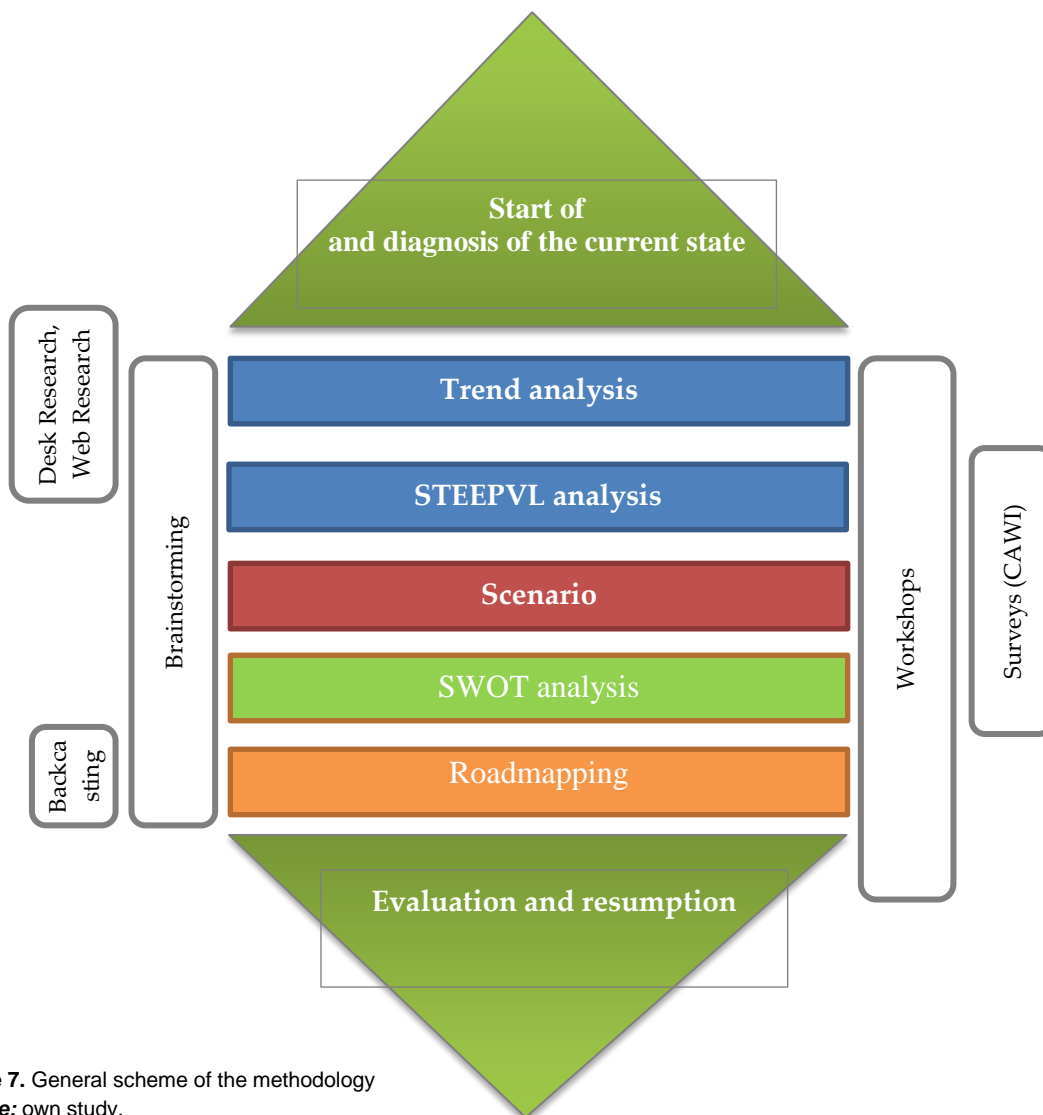 Start of
and diagnosis of the current state
Desk Research,
Web Research
Brainstorming
Backca
sting
Trend analysis
STEEPVL analysis
Scenario
SWOT analysis
Roadmapping
Workshops
Surveys (CAWI)
Evaluation and resumption
7. General scheme of the methodology
own study.